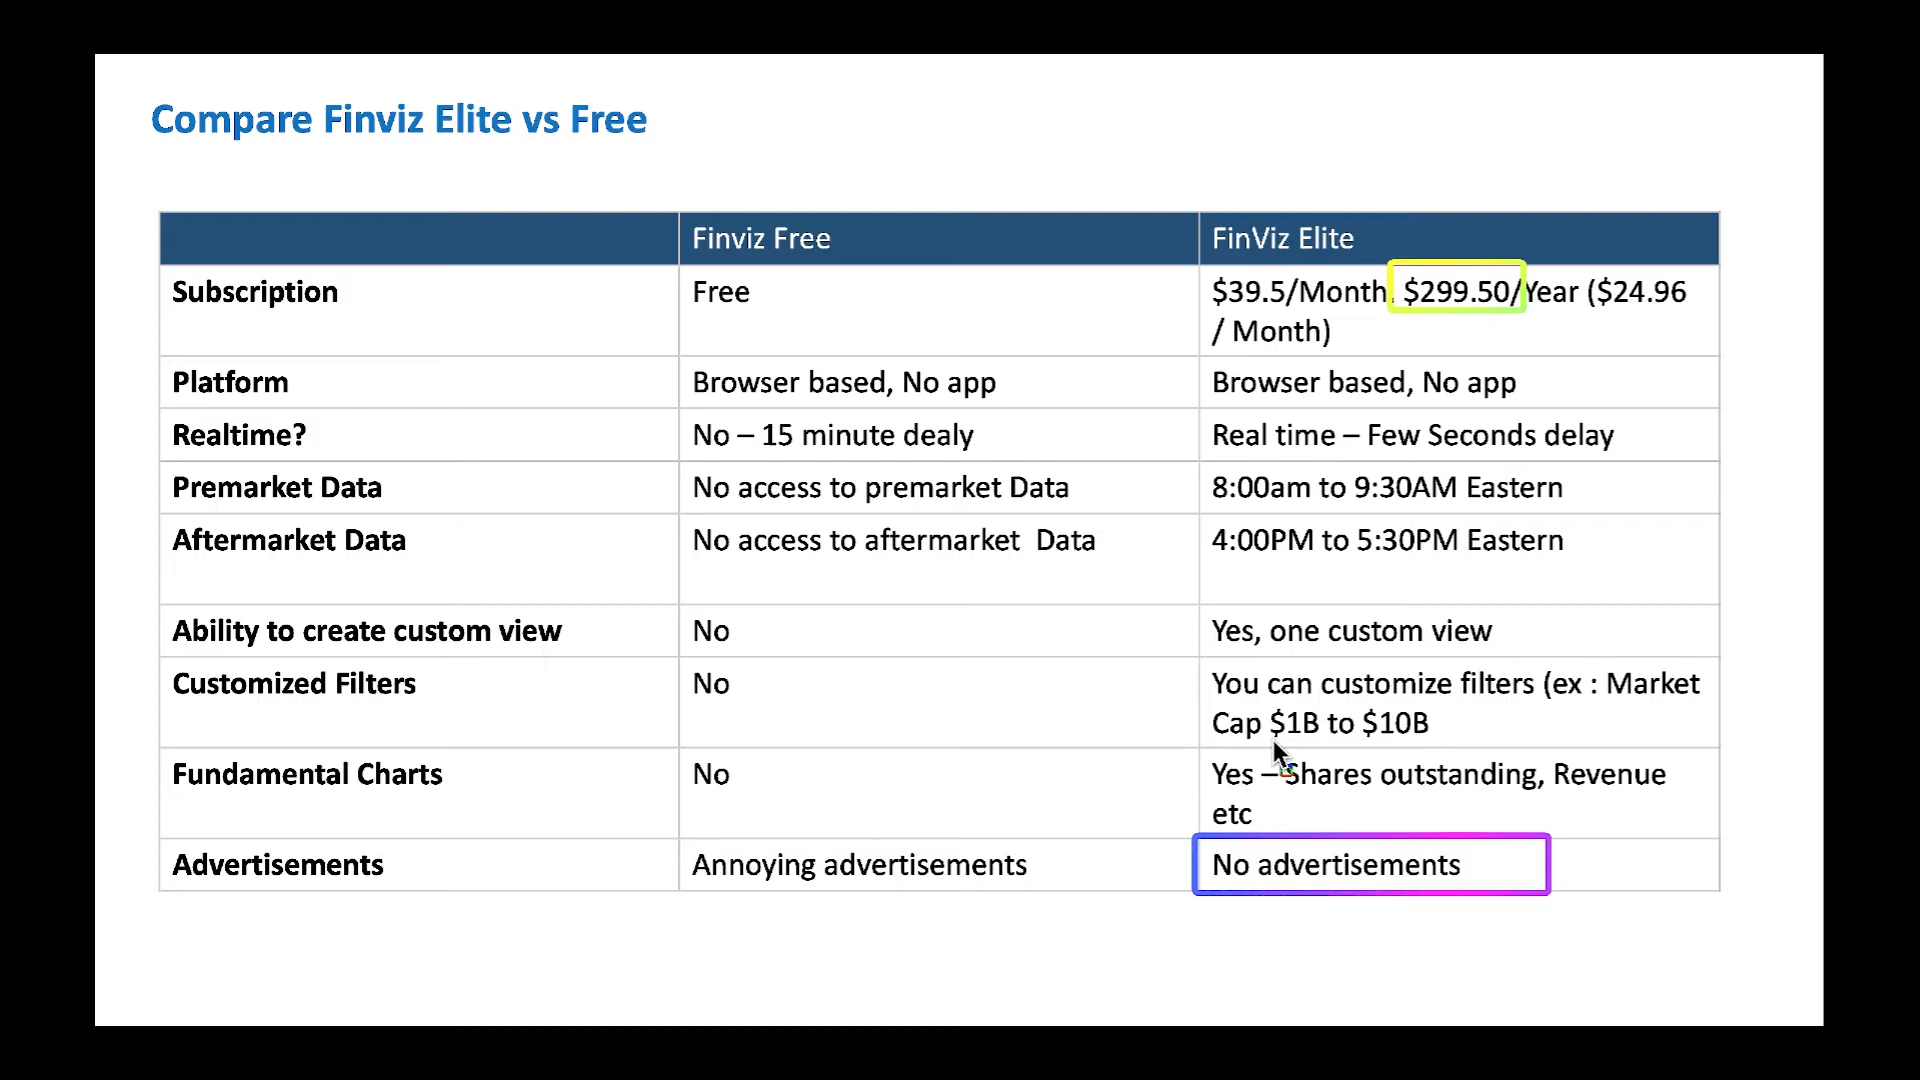 Compare Finviz Elite vs Free
Finviz Free
FinViz Elite
Subscription
Free
$39.5/Month, $299.50/Year ($24.96
/ Month)
Platform
Browser based, No app
Browser based, No app
Realtime?
No – 15 minute dealy
Real time – Few Seconds delay
Premarket Data
No access to premarket Data
8:00am to 9:30AM Eastern
Aftermarket Data
No access to aftermarket  Data
4:00PM to 5:30PM Eastern
Ability to create custom view
No
Yes, one custom view
Customized Filters
No
You can customize filters (ex : Market
Cap $1B to $10B
Fundamental Charts
No
Yes – Shares outstanding, Revenue
etc
Advertisements
Annoying advertisements
No advertisements